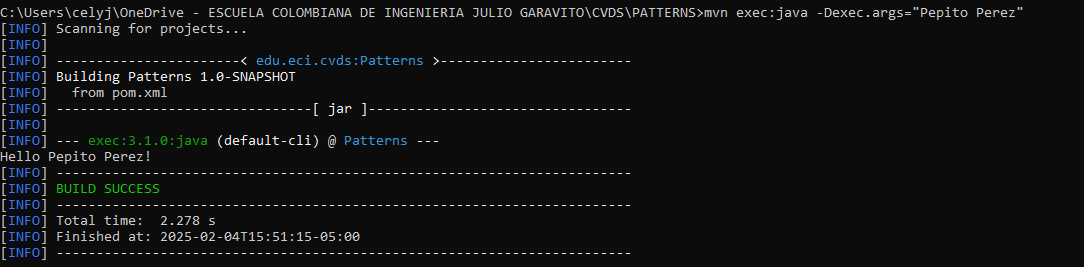 C:\Users\celyj\OneDrive - ESCUELA COLOMBIANA DE INGENIERIA JULIO GARAVITO\CVDS\PATTERNS>mvn exec:java -Dexec.args="Pepito Perez"
[INFO] Scanning for projects...
[INFO]
[INFO] -----------------------< edu.eci.cvds:Patterns >------------------------
[INFO] Building Patterns 1.0-SNAPSHOT
[INFO]   from pom.xml
[INFO] --------------------------------[ jar ]---------------------------------
[INFO]
[INFO] --- exec:3.1.0:java (default-cli) @ Patterns ---
Hello Pepito Perez!
[INFO] ------------------------------------------------------------------------
[INFO] BUILD SUCCESS
[INFO] ------------------------------------------------------------------------
[INFO] Total time:  2.278 s
[INFO] Finished at: 2025-02-04T15:51:15-05:00
[INFO] ------------------------------------------------------------------------